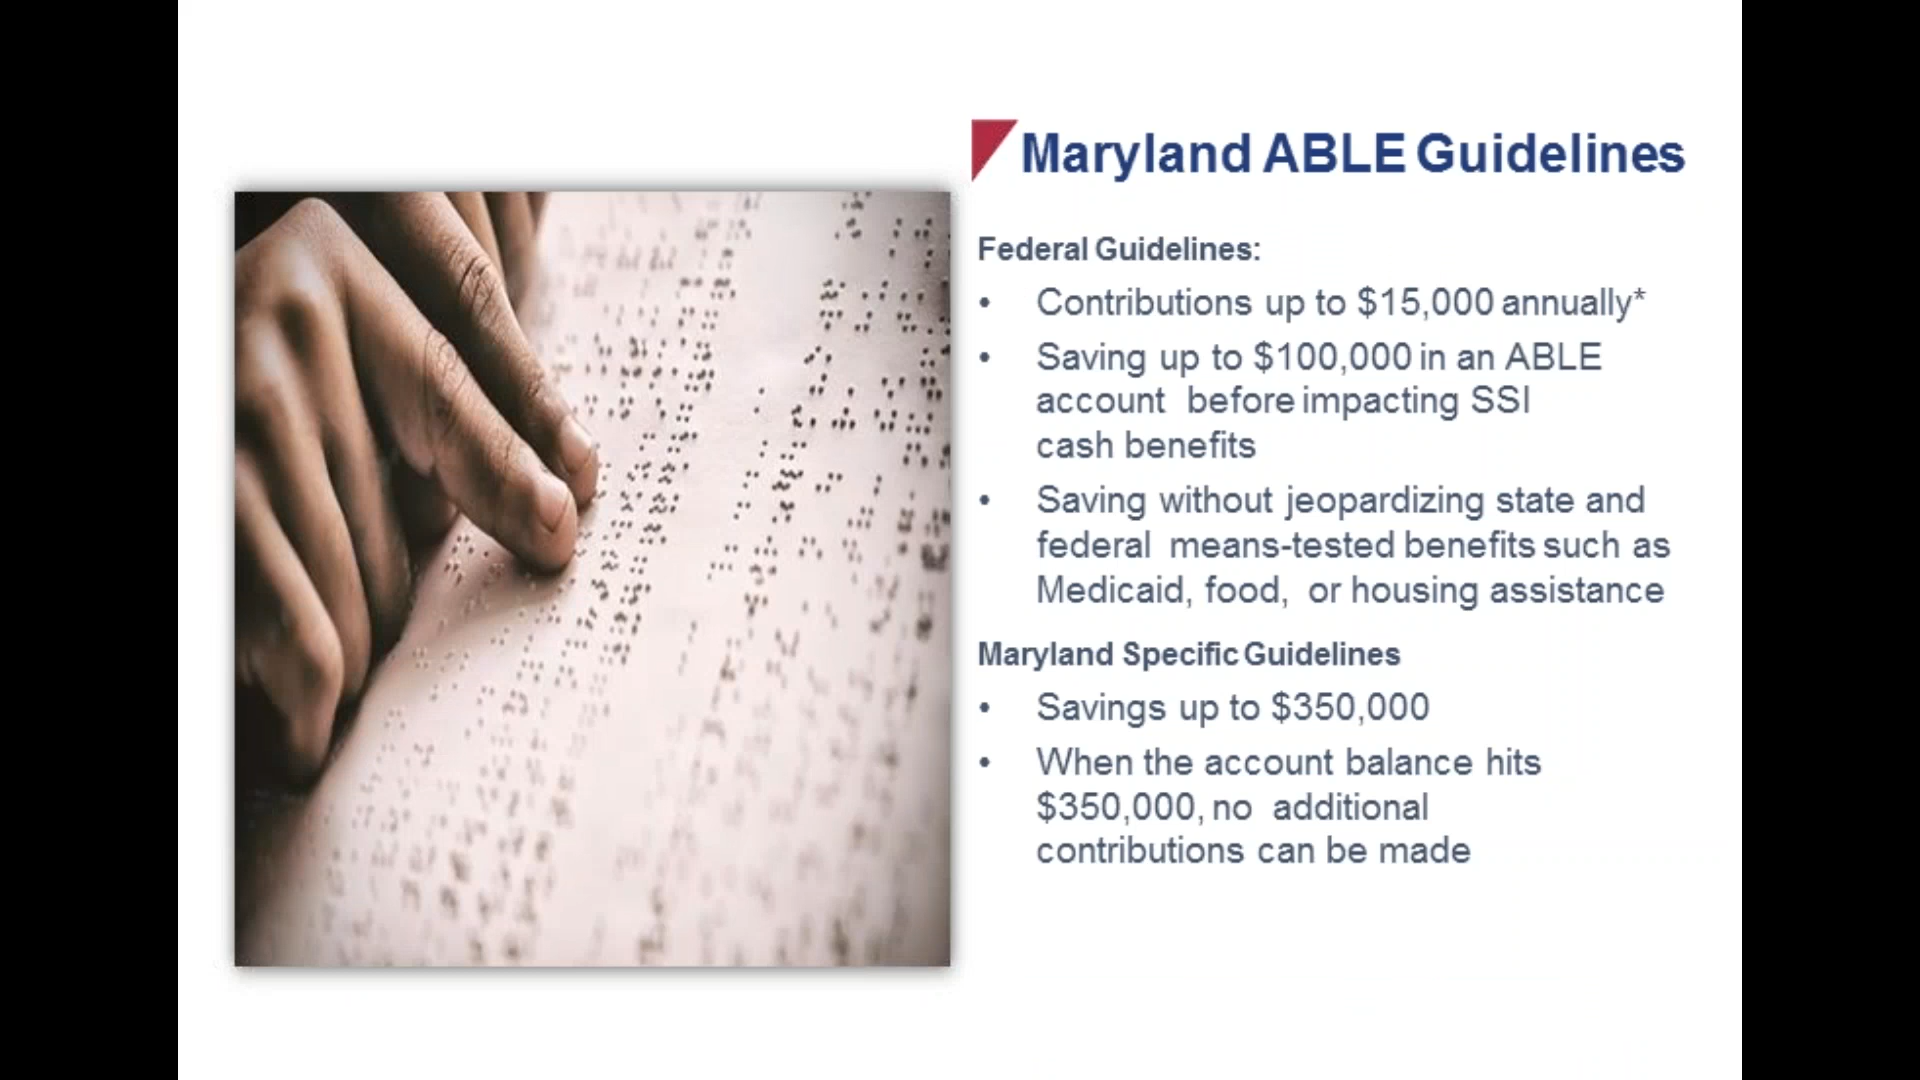 Maryland ABLE Guidelines
Federal Guidelines:
• Contributions up to $15,000 annually*
• Saving up to $100,000 in an ABLE
account before impacting SSI
cash benefits
• Saving without jeopardizing state and
federal means-tested benefits such as
Medicaid, food, or housing assistance
Maryland Specific Guidelines
• Savings up to $350,000
• When the account balance hits
$350,000, no additional
contributions can be made